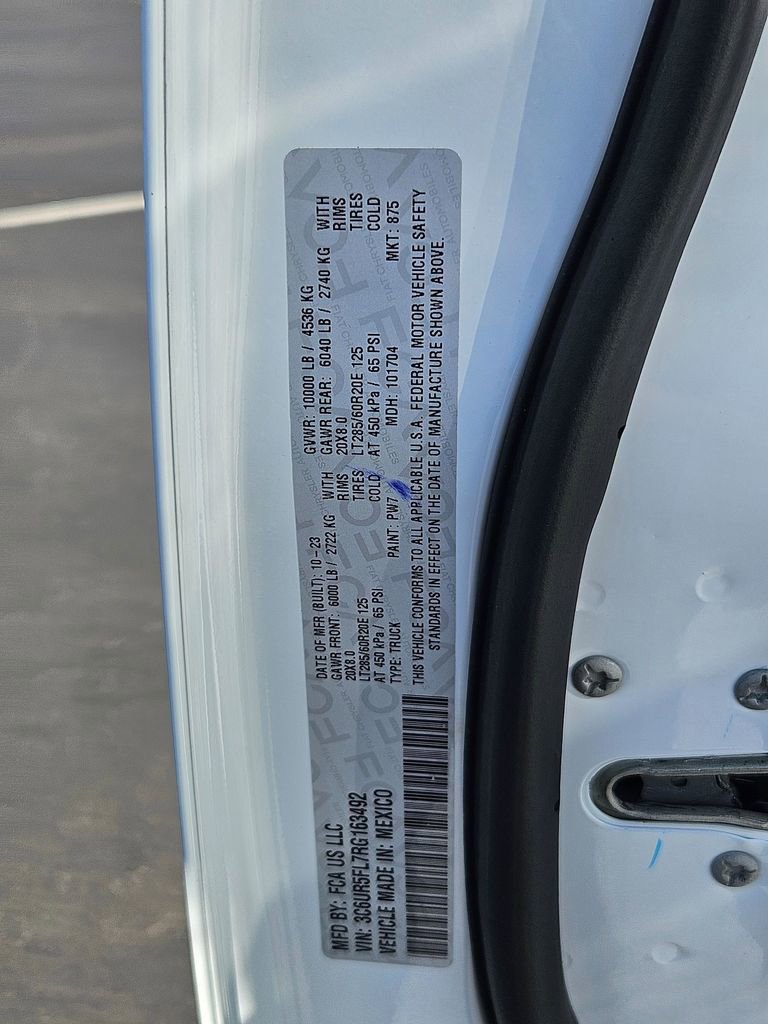 MFD BY: FCA US LLC
VIN: 3C6UR5FL7RG163492
VEHICLE MADE IN: MEXICO
DATE OF MFR (BUILT): 10-23 GVWR: 10000 LB / 4536 KG
GAWR FRONT: 6000 LB / 2722 KG WITH GAWR REAR: 6040 LB / 2740 KG WITH
20X8.0 RIMS 20X8.0 RIMS
LT285/60R20E 125 TIRES LT285/60R20E 125 TIRES
AT 450 kPa / 65 PSI COLD AT 450 kPa / 65 PSI COLD
TYPE: TRUCK PAINT: PW7 MDH: 101704 MKT: 875
THIS VEHICLE CONFORMS TO ALL APPLICABLE U.S.A. FEDERAL MOTOR VEHICLE SAFETY
STANDARDS IN EFFECT ON THE DATE OF MANUFACTURE SHOWN ABOVE.